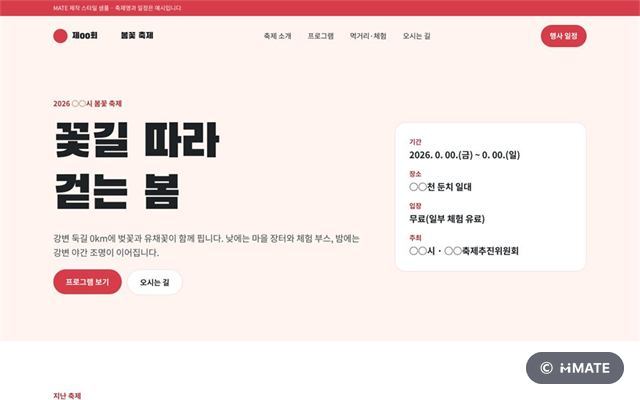 MATE 제작 스타일 샘플 · 축제명과 일정은 예시입니다
제00회 봄꽃 축제
축제 소개 프로그램 먹거리·체험 오시는 길
행사 일정
2026 ○○시 봄꽃 축제
꽃길 따라
걷는 봄
강변 둑길 0km에 벚꽃과 유채꽃이 함께 핍니다. 낮에는 마을 장터와 체험 부스, 밤에는
강변 야간 조명이 이어집니다.
프로그램 보기 오시는 길
기간
2026. 0. 00.(금) ~ 0. 00.(일)
장소
○○천 둔치 일대
입장
무료(일부 체험 유료)
주최
○○시 · ○○축제추진위원회
지난 축제
© MMATE